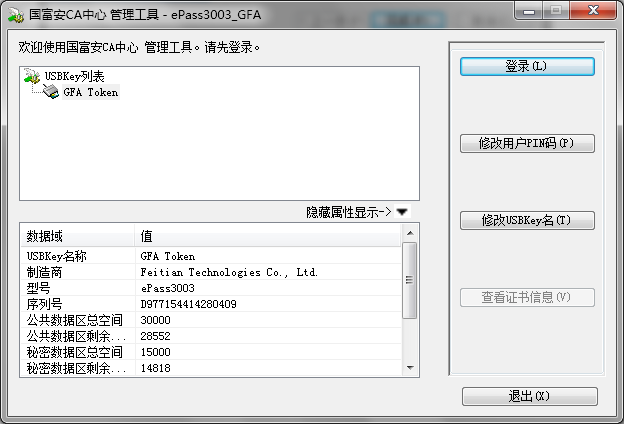 国富安CA中心 管理工具 - ePass3003_GFA
欢迎使用国富安CA中心 管理工具。请先登录。
USBKey列表
GFA Token
隐藏属性显示->
数据域 值
USBKey名称 GFA Token
制造商 Feitian Technologies Co., Ltd.
型号 ePass3003
序列号 D977154414280409
公共数据区总空间 30000
公共数据区剩余... 28552
秘密数据区总空间 15000
秘密数据区剩余... 14818
登录(L)
修改用户PIN码(P)
修改USBKey名(T)
查看证书信息(V)
退出(X)